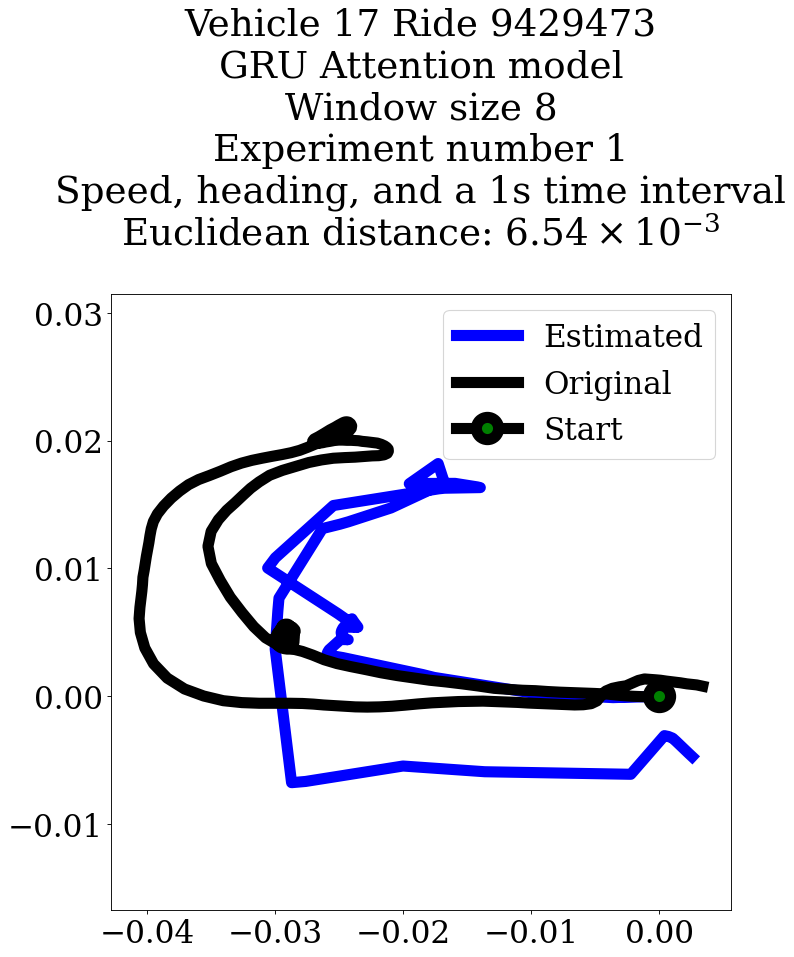 Vehicle 17 Ride 9429473
GRU Attention model
Window size 8
Experiment number 1
Speed, heading, and a 1s time interval
Euclidean distance: 6.54 × 10⁻³
0.03
0.02
0.01
0.00
−0.01
Estimated
Original
Start
−0.04 −0.03 −0.02 −0.01 0.00